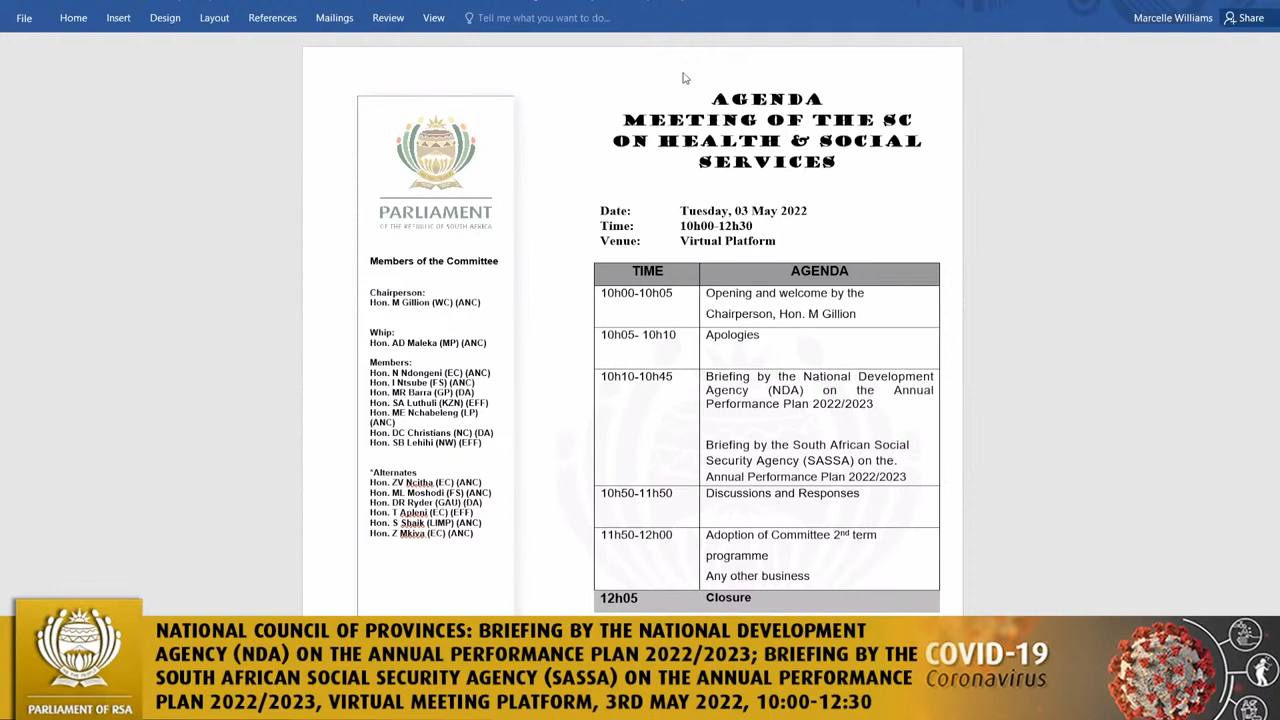 File Home Insert Design Layout References Mailings Review View Tell me what you want to do... Marcelle Williams Share
PARLIAMENT
OF THE REPUBLIC OF SOUTH AFRICA
Members of the Committee
Chairperson:
Hon. M Gillion (WC) (ANC)
Whip:
Hon. AD Maleka (MP) (ANC)
Members:
Hon. N Ndongeni (EC) (ANC)
Hon. I Ntsube (FS) (ANC)
Hon. MR Barra (GP) (DA)
Hon. SA Luthuli (KZN) (EFF)
Hon. ME Nchabeleng (LP)
(ANC)
Hon. DC Christians (NC) (DA)
Hon. SB Lehihi (NW) (EFF)
*Alternates
Hon. ZV Ncitha (EC) (ANC)
Hon. ML Moshodi (FS) (ANC)
Hon. DR Ryder (GAU) (DA)
Hon. T Apleni (EC) (EFF)
Hon. S Shaik (LIMP) (ANC)
Hon. Z Mkiva (EC) (ANC)
AGENDA
MEETING OF THE SC
ON HEALTH & SOCIAL
SERVICES
Date: Tuesday, 03 May 2022
Time: 10h00-12h30
Venue: Virtual Platform
TIME AGENDA
10h00-10h05 Opening and welcome by the
Chairperson, Hon. M Gillion
10h05- 10h10 Apologies
10h10-10h45 Briefing by the National Development
Agency (NDA) on the Annual
Performance Plan 2022/2023
Briefing by the South African Social
Security Agency (SASSA) on the.
Annual Performance Plan 2022/2023
10h50-11h50 Discussions and Responses
11h50-12h00 Adoption of Committee 2nd term
programme
Any other business
12h05 Closure
PARLIAMENT OF RSA
NATIONAL COUNCIL OF PROVINCES: BRIEFING BY THE NATIONAL DEVELOPMENT
AGENCY (NDA) ON THE ANNUAL PERFORMANCE PLAN 2022/2023; BRIEFING BY THE
SOUTH AFRICAN SOCIAL SECURITY AGENCY (SASSA) ON THE ANNUAL PERFORMANCE
PLAN 2022/2023, VIRTUAL MEETING PLATFORM, 3RD MAY 2022, 10:00-12:30
COVID-19
Coronavirus